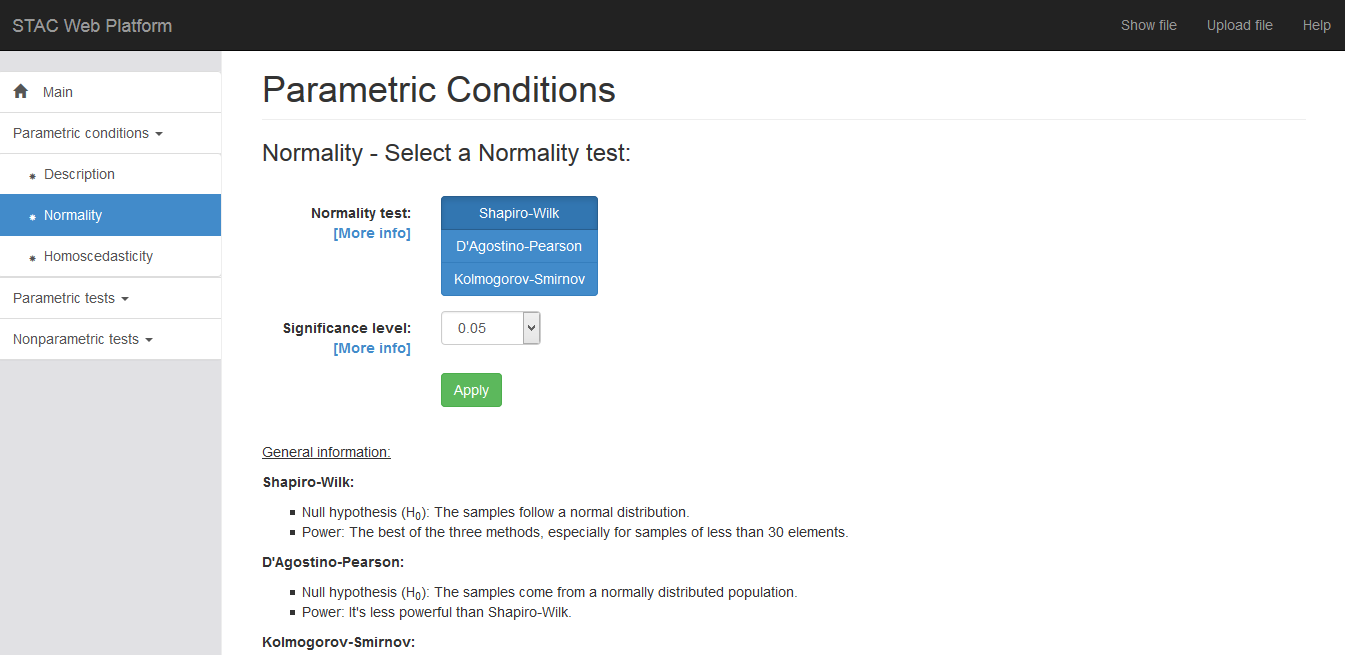 STAC Web Platform
Show file
Upload file
Help
Main
Parametric conditions
Description
Normality
Homoscedasticity
Parametric tests
Nonparametric tests
Parametric Conditions
Normality - Select a Normality test:
Normality test:
[More info]
Shapiro-Wilk
D'Agostino-Pearson
Kolmogorov-Smirnov
Significance level:
[More info]
0.05
Apply
General information:
Shapiro-Wilk:
Null hypothesis (H0): The samples follow a normal distribution.
Power: The best of the three methods, especially for samples of less than 30 elements.
D'Agostino-Pearson:
Null hypothesis (H0): The samples come from a normally distributed population.
Power: It's less powerful than Shapiro-Wilk.
Kolmogorov-Smirnov: